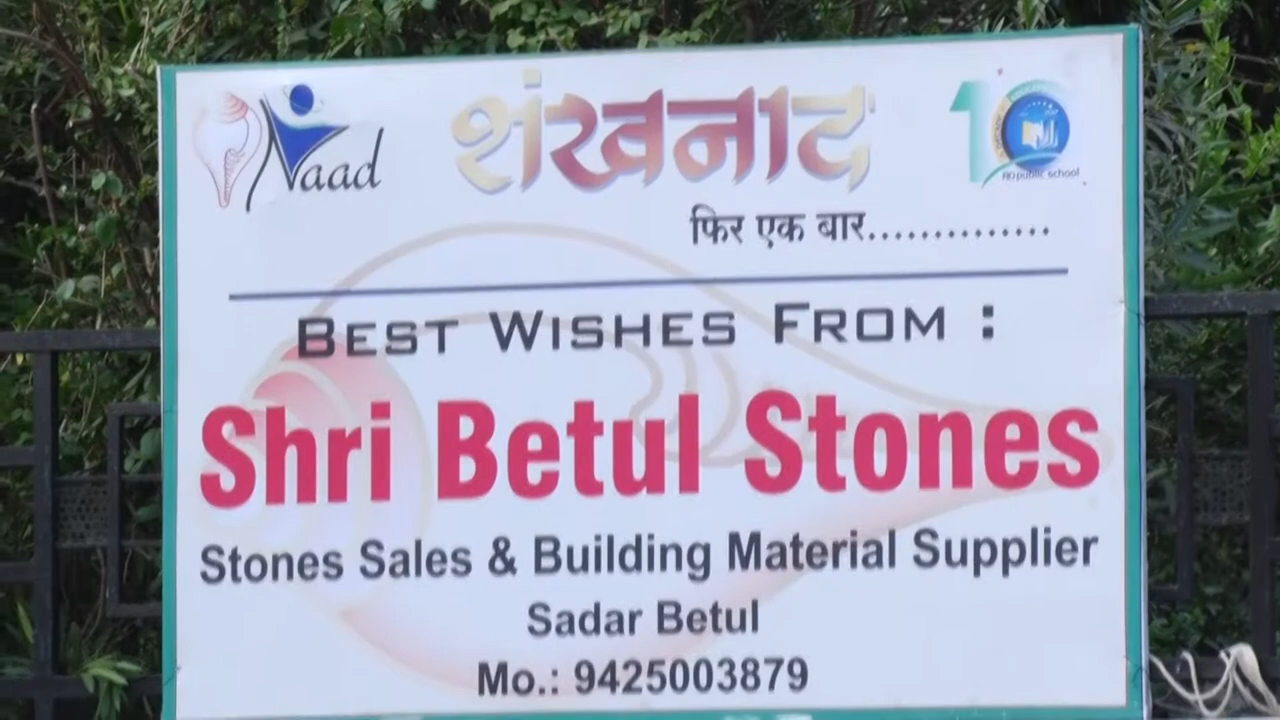 Naad
शंखनाद
10
RD public school
फिर एक बार..............
BEST WISHES FROM :
Shri Betul Stones
Stones Sales & Building Material Supplier
Sadar Betul
Mo.: 9425003879